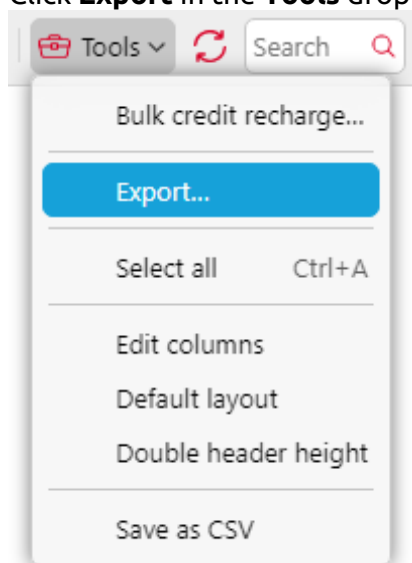 Click Export in the Tools drop
Tools Search
Bulk credit recharge...
Export...
Select all Ctrl+A
Edit columns
Default layout
Double header height
Save as CSV